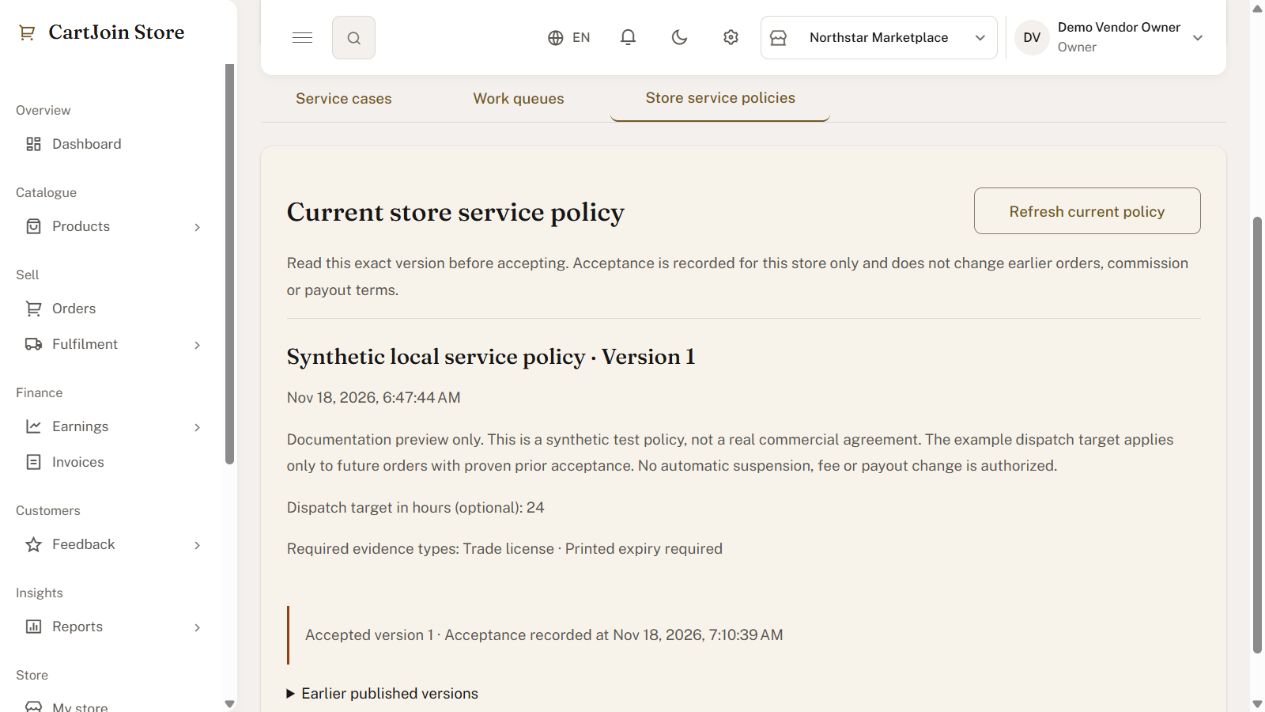 CartJoin Store
Overview
Dashboard
Catalogue
Products
Sell
Orders
Fulfilment
Finance
Earnings
Invoices
Customers
Feedback
Insights
Reports
Store
My store
EN
Northstar Marketplace
DV
Demo Vendor Owner
Owner
Service cases
Work queues
Store service policies
Current store service policy
Refresh current policy
Read this exact version before accepting. Acceptance is recorded for this store only and does not change earlier orders, commission
or payout terms.
Synthetic local service policy · Version 1
Nov 18, 2026, 6:47:44 AM
Documentation preview only. This is a synthetic test policy, not a real commercial agreement. The example dispatch target applies
only to future orders with proven prior acceptance. No automatic suspension, fee or payout change is authorized.
Dispatch target in hours (optional): 24
Required evidence types: Trade license · Printed expiry required
Accepted version 1 · Acceptance recorded at Nov 18, 2026, 7:10:39 AM
Earlier published versions